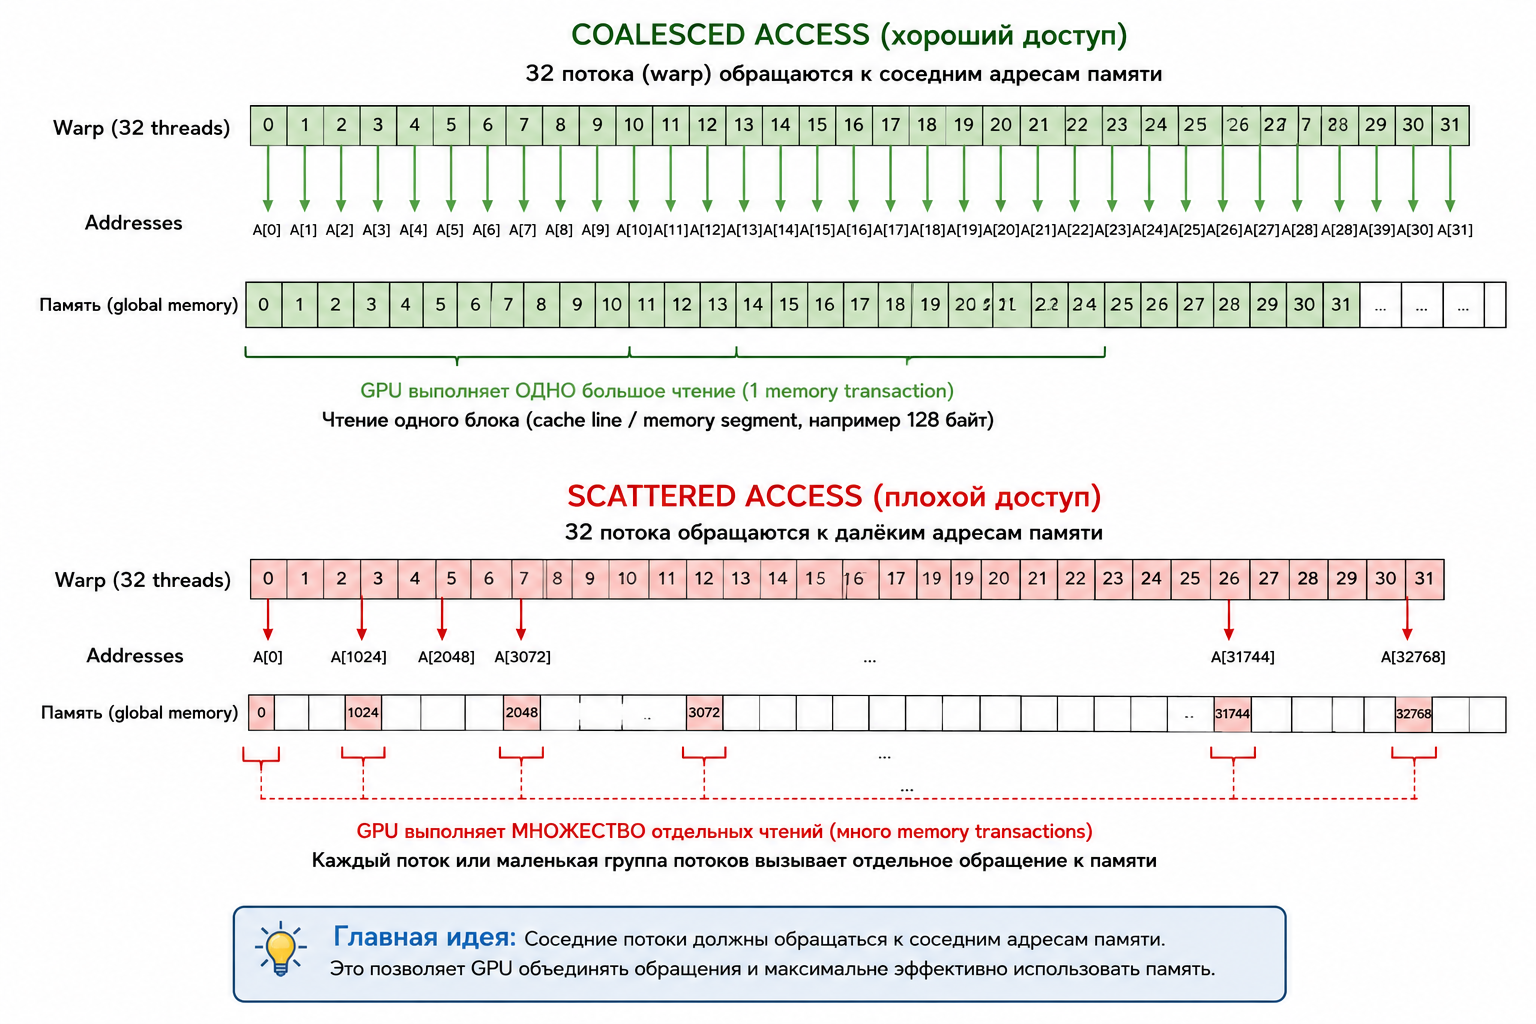 COALESCED ACCESS (хороший доступ)
32 потока (warp) обращаются к соседним адресам памяти
Warp (32 threads) 0 1 2 3 4 5 6 7 8 9 10 11 12 13 14 15 16 17 18 19 20 21 22 23 24 25 26 27 7 28 29 30 31
Addresses A[0] A[1] A[2] A[3] A[4] A[5] A[6] A[7] A[8] A[9] A[10] A[11] A[12] A[13] A[14] A[15] A[16] A[17] A[18] A[19] A[20] A[21] A[22] A[23] A[24] A[25] A[26] A[27] A[28] A[28] A[39] A[30] A[31]
Память (global memory) 0 1 2 3 4 5 6 7 8 9 10 11 12 13 14 15 16 17 18 19 20 21 22 24 25 26 27 28 29 30 31 ... ... ...
GPU выполняет ОДНО большое чтение (1 memory transaction)
Чтение одного блока (cache line / memory segment, например 128 байт)
SCATTERED ACCESS (плохой доступ)
32 потока обращаются к далёким адресам памяти
Warp (32 threads) 0 1 2 3 4 5 6 7 8 9 10 11 12 13 14 15 16 17 19 19 20 21 22 23 24 25 26 27 28 29 30 31
Addresses A[0] A[1024] A[2048] A[3072] ... A[31744] A[32768]
Память (global memory) 0 1024 2048 .. 3072 .. 31744 32768
...
...
GPU выполняет МНОЖЕСТВО отдельных чтений (много memory transactions)
Каждый поток или маленькая группа потоков вызывает отдельное обращение к памяти
Главная идея: Соседние потоки должны обращаться к соседним адресам памяти.
Это позволяет GPU объединять обращения и максимальне эффективно использовать память.